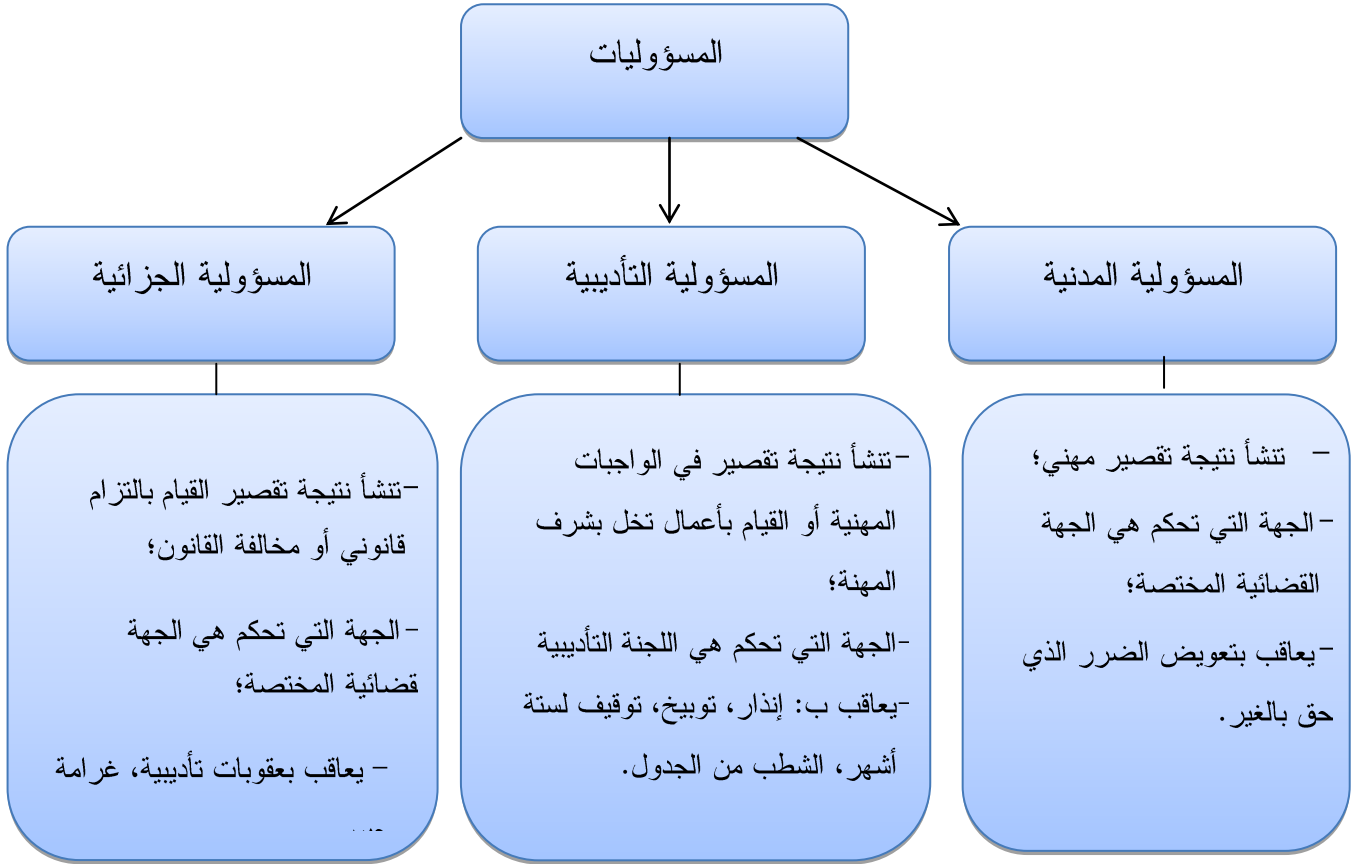 المسؤوليات
المسؤولية المدنية
المسؤولية التأديبية
المسؤولية الجزائية
- تنشأ نتيجة تقصير مهني؛
-الجهة التي تحكم هي الجهة
القضائية المختصة؛
-يعاقب بتعويض الضرر الذي
حق بالغير.
-تنشأ نتيجة تقصير في الواجبات
المهنية أو القيام بأعمال تخل بشرف
المهنة؛
-الجهة التي تحكم هي اللجنة التأديبية
-يعاقب ب: إنذار، توبيخ، توقيف لستة
أشهر، الشطب من الجدول.
-تنشأ نتيجة تقصير القيام بالتزام
قانوني أو مخالفة القانون؛
-الجهة التي تحكم هي الجهة
قضائية المختصة؛
- يعاقب بعقوبات تأديبية، غرامة